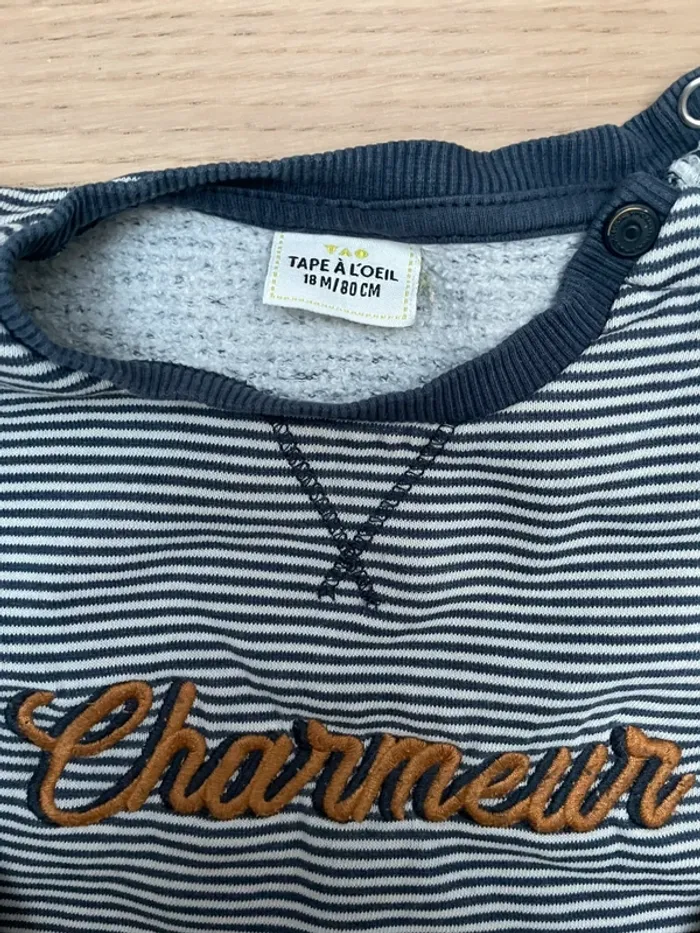 TAO
TAPE À L'OEIL
18 M/80 CM
Charmeur